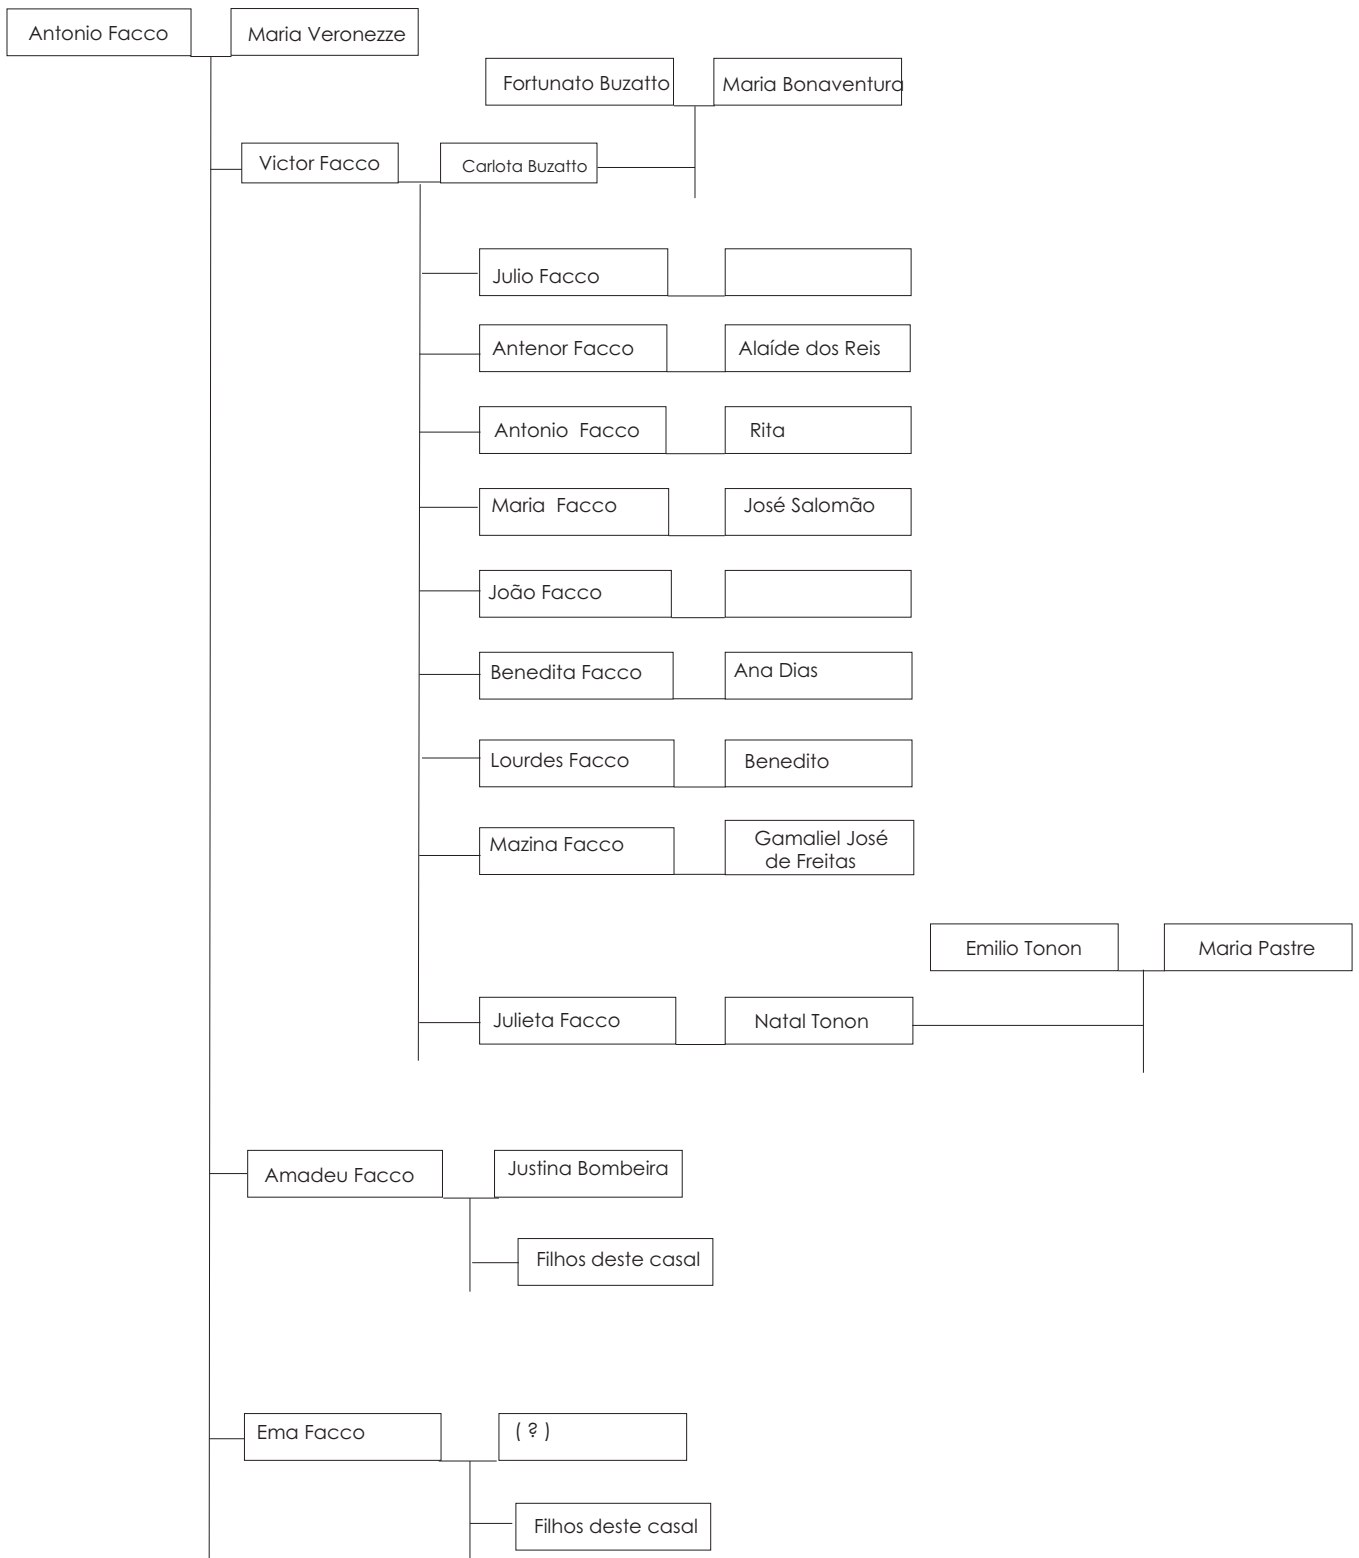 Antonio Facco
Maria Veronezze
Fortunato Buzatto
Maria Bonaventura
Victor Facco
Carlota Buzatto
Julio Facco
Antenor Facco
Alaíde dos Reis
Antonio Facco
Rita
Maria Facco
José Salomão
João Facco
Benedita Facco
Ana Dias
Lourdes Facco
Benedito
Mazina Facco
Gamaliel José
de Freitas
Emilio Tonon
Maria Pastre
Julieta Facco
Natal Tonon
Amadeu Facco
Justina Bombeira
Filhos deste casal
Ema Facco
( ? )
Filhos deste casal